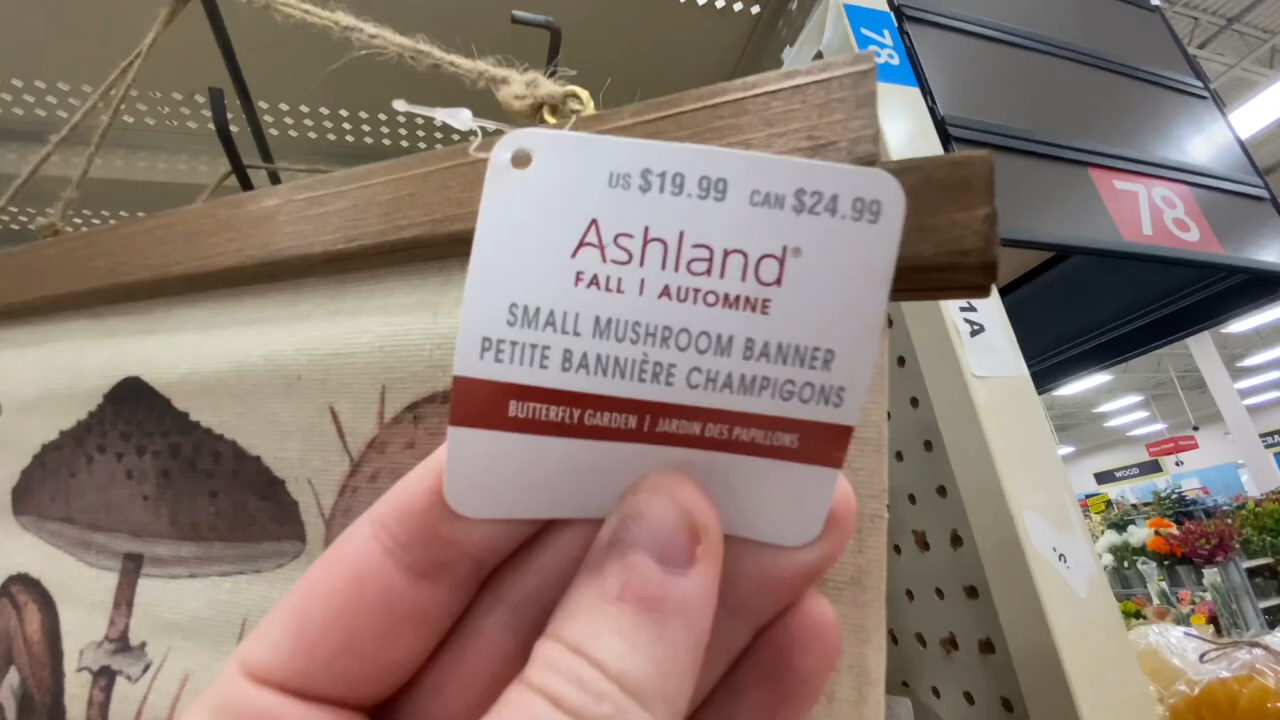 US $19.99 CAN $24.99
Ashland®
FALL | AUTOMNE
SMALL MUSHROOM BANNER
PETITE BANNIÈRE CHAMPIGONS
BUTTERFLY GARDEN | JARDIN DES PAPILLONS
78
78
1A
WOOD